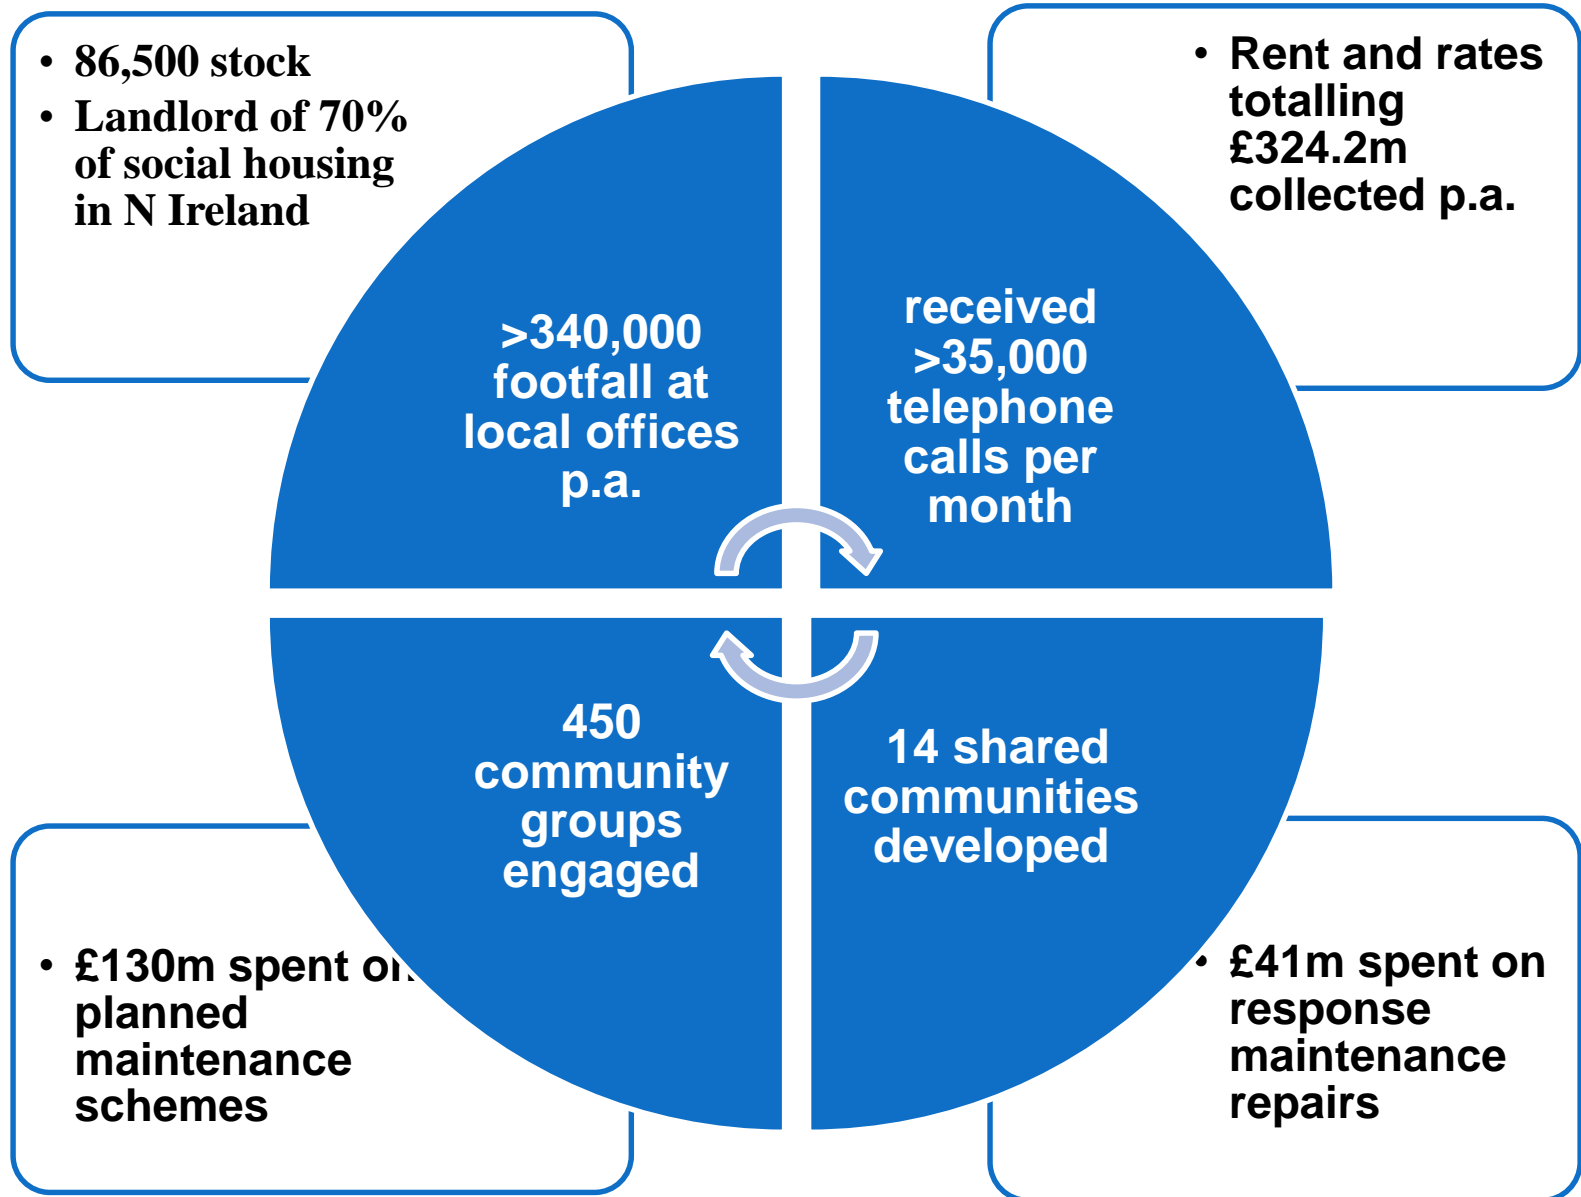 • 86,500 stock
• Landlord of 70%
of social housing
in N Ireland
• Rent and rates
totalling
£324.2m
collected p.a.
>340,000
footfall at
local offices
p.a.
received
>35,000
telephone
calls per
month
450
community
groups
engaged
14 shared
communities
developed
• £130m spent on
planned
maintenance
schemes
• £41m spent on
response
maintenance
repairs